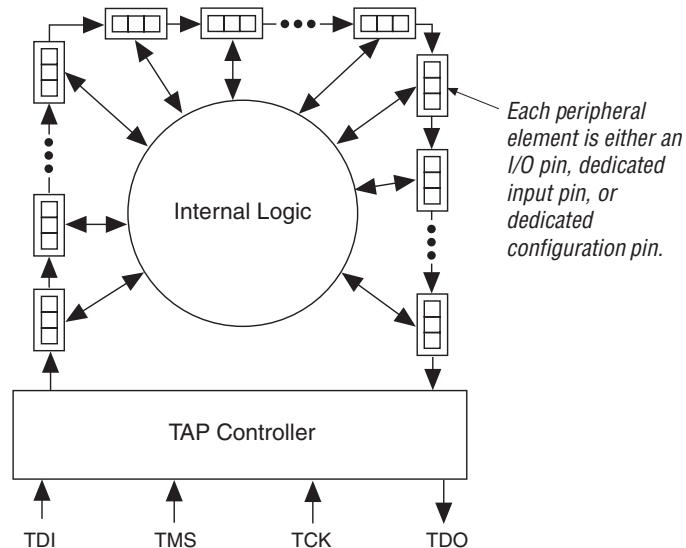 Each peripheral
element is either an
I/O pin, dedicated
input pin, or
dedicated
configuration pin.
Internal Logic
TAP Controller
TDI TMS TCK TDO